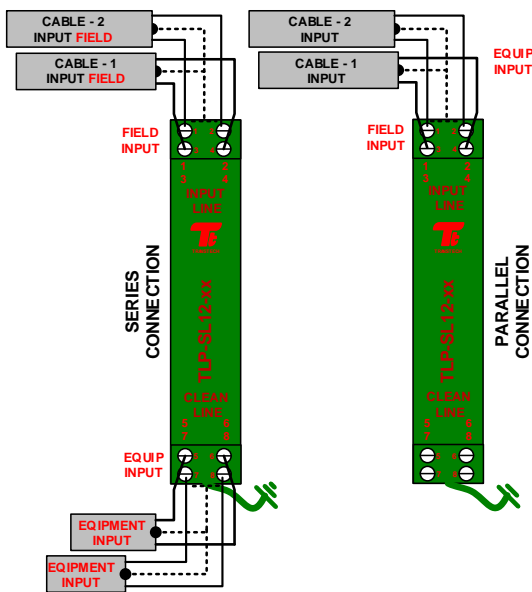 CABLE - 2
INPUT FIELD
CABLE - 1
INPUT FIELD
FIELD
INPUT
1 2
3 4
INPUT
LINE
TLP-SL12-xx
SERIES
CONNECTION
CLEAN
LINE
5 6
7 8
EQUIP
INPUT
EQIPMENT
INPUT
EQIPMENT
INPUT
CABLE - 2
INPUT
CABLE - 1
INPUT
EQUIP
INPUT
FIELD
INPUT
1 2
3 4
INPUT
LINE
TLP-SL12-xx
PARALLEL
CONNECTION
CLEAN
LINE
5 6
7 8